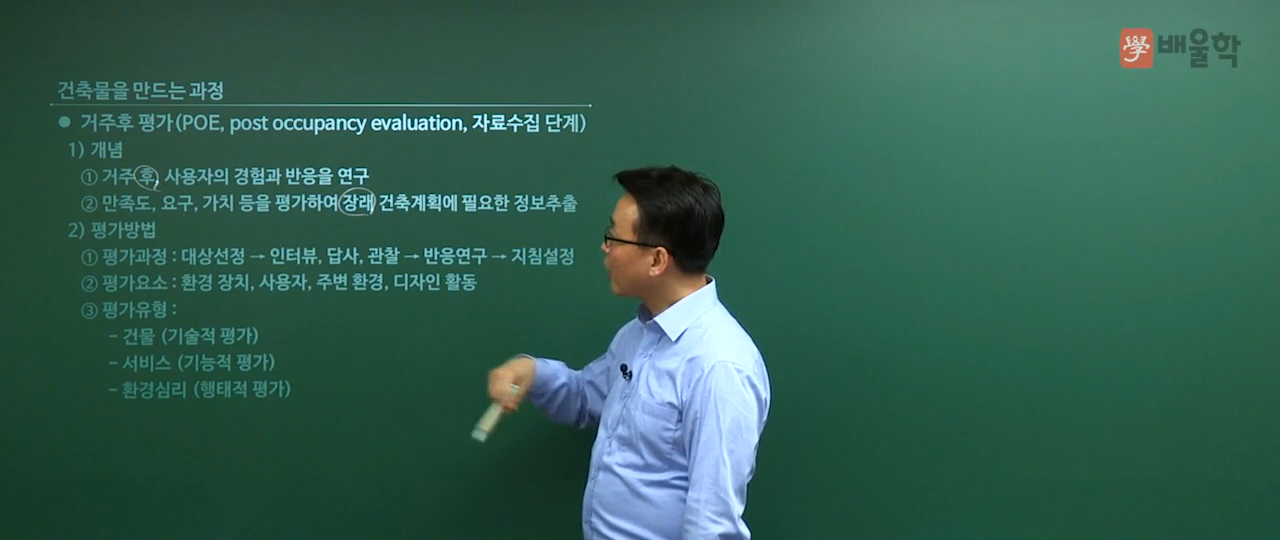 學 배울학
건축물을 만드는 과정
● 거주후 평가(POE, post occupancy evaluation, 자료수집 단계)
1) 개념
① 거주 후, 사용자의 경험과 반응을 연구
② 만족도, 요구, 가치 등을 평가하여 장래 건축계획에 필요한 정보추출
2) 평가방법
① 평가과정 : 대상선정 → 인터뷰, 답사, 관찰 → 반응연구 → 지침설정
② 평가요소 : 환경 장치, 사용자, 주변 환경, 디자인 활동
③ 평가유형 :
– 건물 (기술적 평가)
– 서비스 (기능적 평가)
– 환경심리 (행태적 평가)